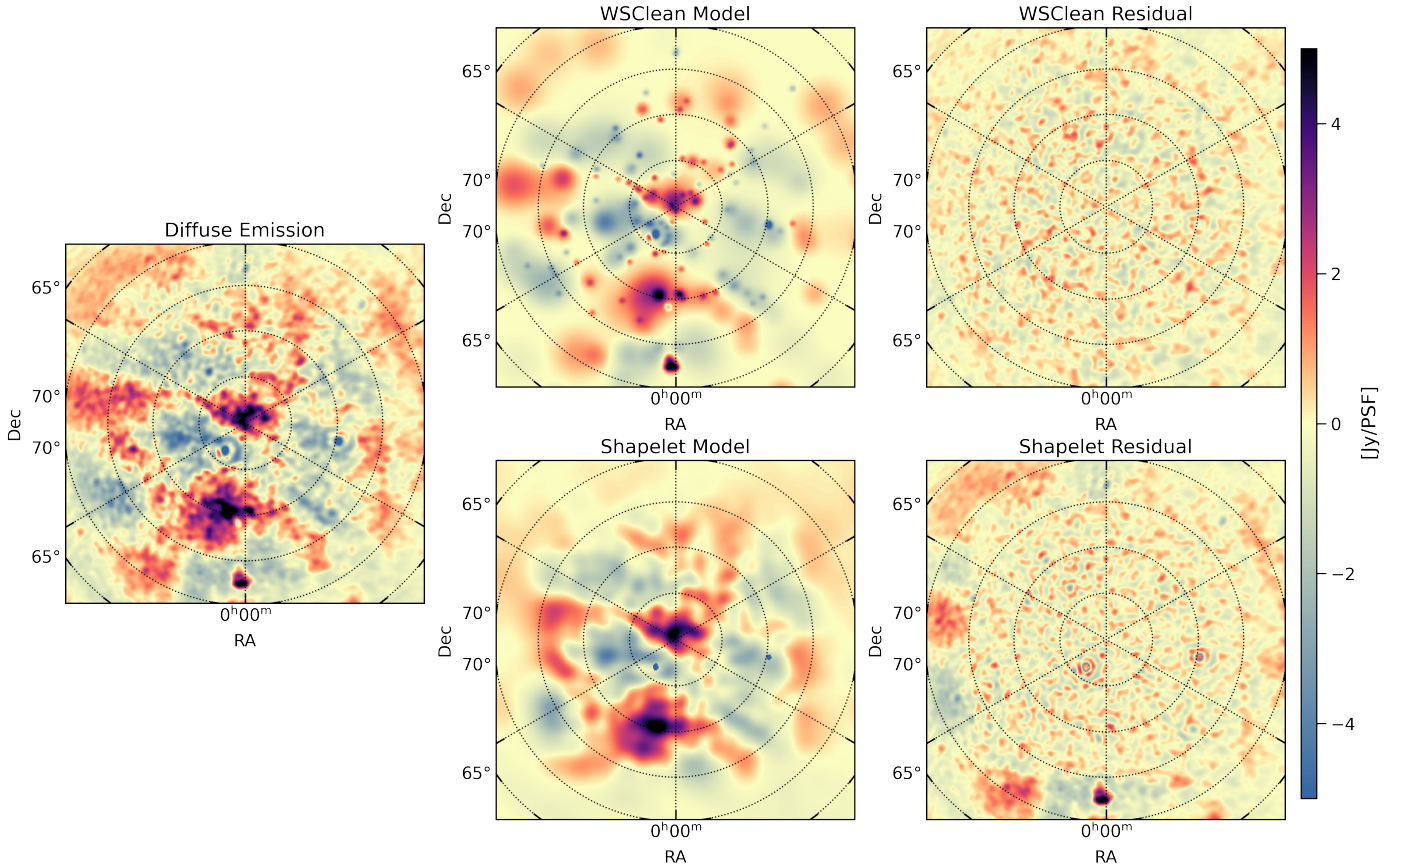 WSClean Model
WSClean Residual
65°
70°
70°
65°
Dec
0ʰ00ᵐ
RA
65°
70°
70°
65°
Dec
0ʰ00ᵐ
RA
Diffuse Emission
65°
70°
70°
65°
Dec
0ʰ00ᵐ
RA
Shapelet Model
Shapelet Residual
65°
70°
70°
65°
Dec
0ʰ00ᵐ
RA
65°
70°
70°
65°
Dec
0ʰ00ᵐ
RA
4
2
0
−2
−4
[Jy/PSF]